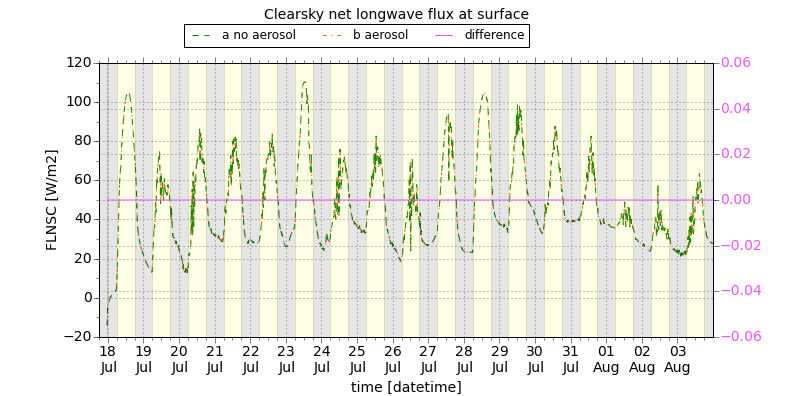 Clearsky net longwave flux at surface
a no aerosol b aerosol difference
120
100
80
60
40
20
0
−20
FLNSC [W/m2]
0.06
0.04
0.02
0.00
−0.02
−0.04
−0.06
18 19 20 21 22 23 24 25 26 27 28 29 30 31 01 02 03
Jul Jul Jul Jul Jul Jul Jul Jul Jul Jul Jul Jul Jul Jul Aug Aug Aug
time [datetime]